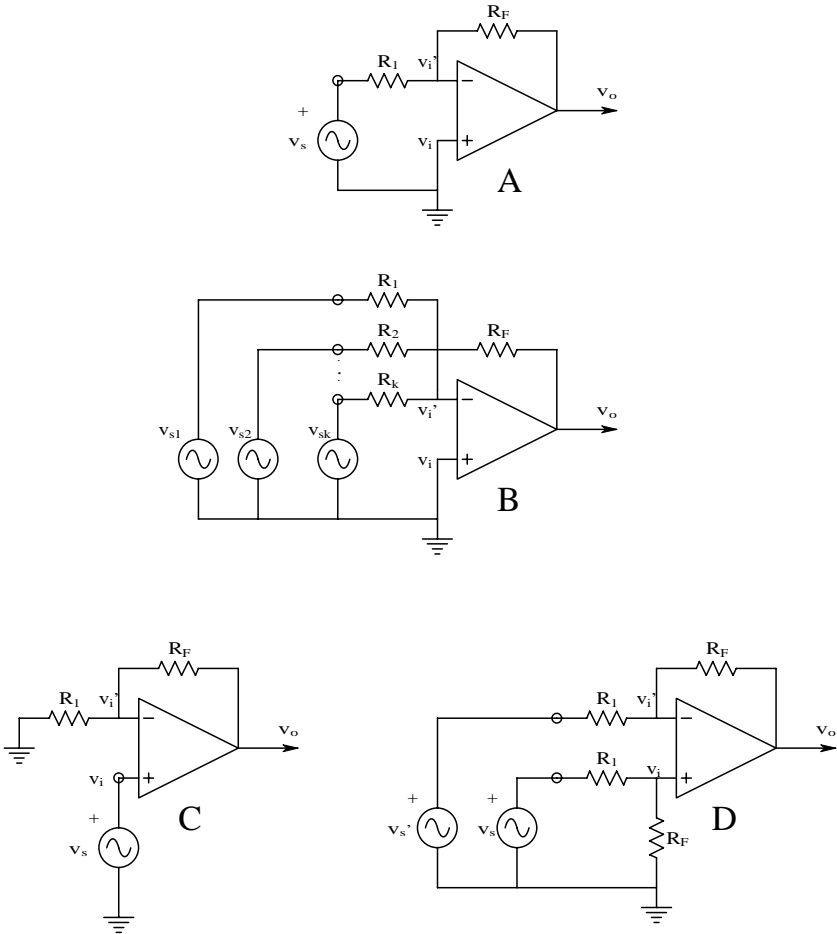 R_F
R_1 v_i'
−
+ v_o
v_s v_i +
A
R_1
R_2 R_F
R_k v_i' −
v_o
v_s1 v_s2 v_sk
v_i +
B
R_F R_F
R_1 v_i' − R_1 v_i' −
v_o v_o
v_i + R_1 v_i +
+ C + + D
v_s v_s' v_s R_F